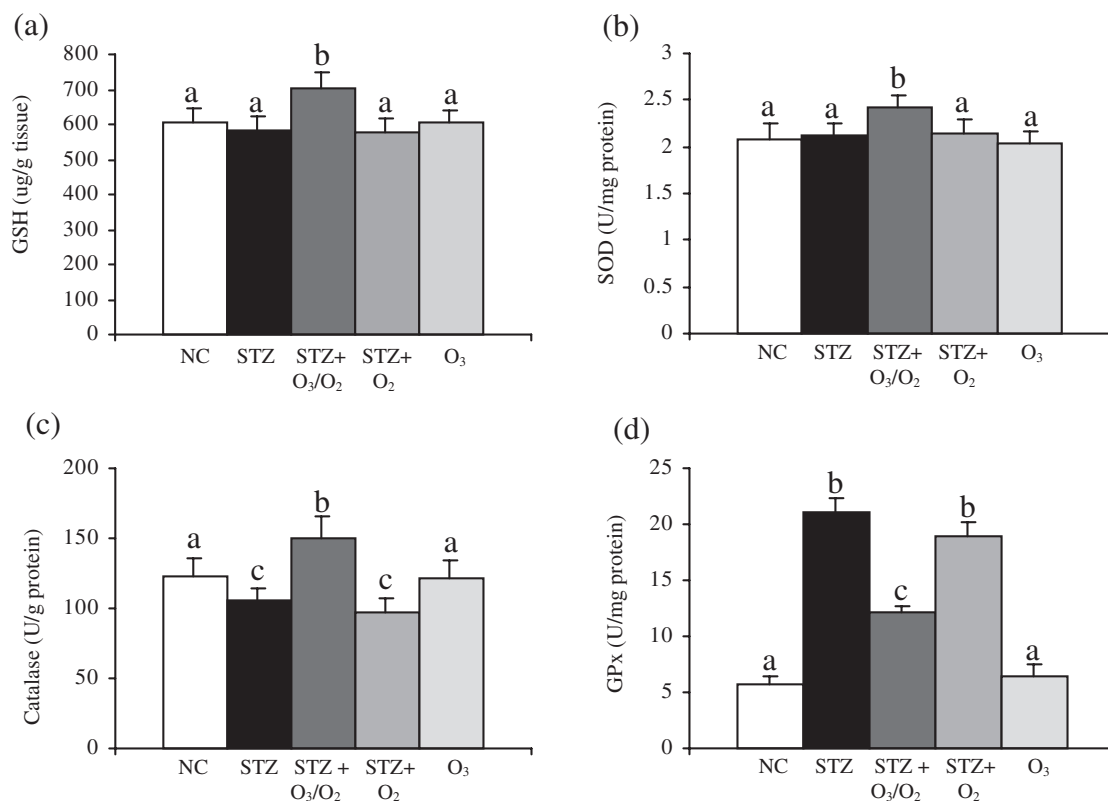 (a)
GSH (ug/g tissue)
800
700
600
500
400
300
200
100
0
a
a
b
a
a
NC STZ STZ+ STZ+ O₃
O₃/O₂ O₂
(b)
SOD (U/mg protein)
3
2.5
2
1.5
1
0.5
0
a
a
b
a
a
NC STZ STZ+ STZ+ O₃
O₃/O₂ O₂
(c)
Catalase (U/g protein)
200
150
100
50
0
a
c
b
c
a
NC STZ STZ + STZ+ O₃
O₃/O₂ O₂
(d)
GPx (U/mg protein)
25
20
15
10
5
0
a
b
c
b
a
NC STZ STZ + STZ+ O₃
O₃/O₂ O₂